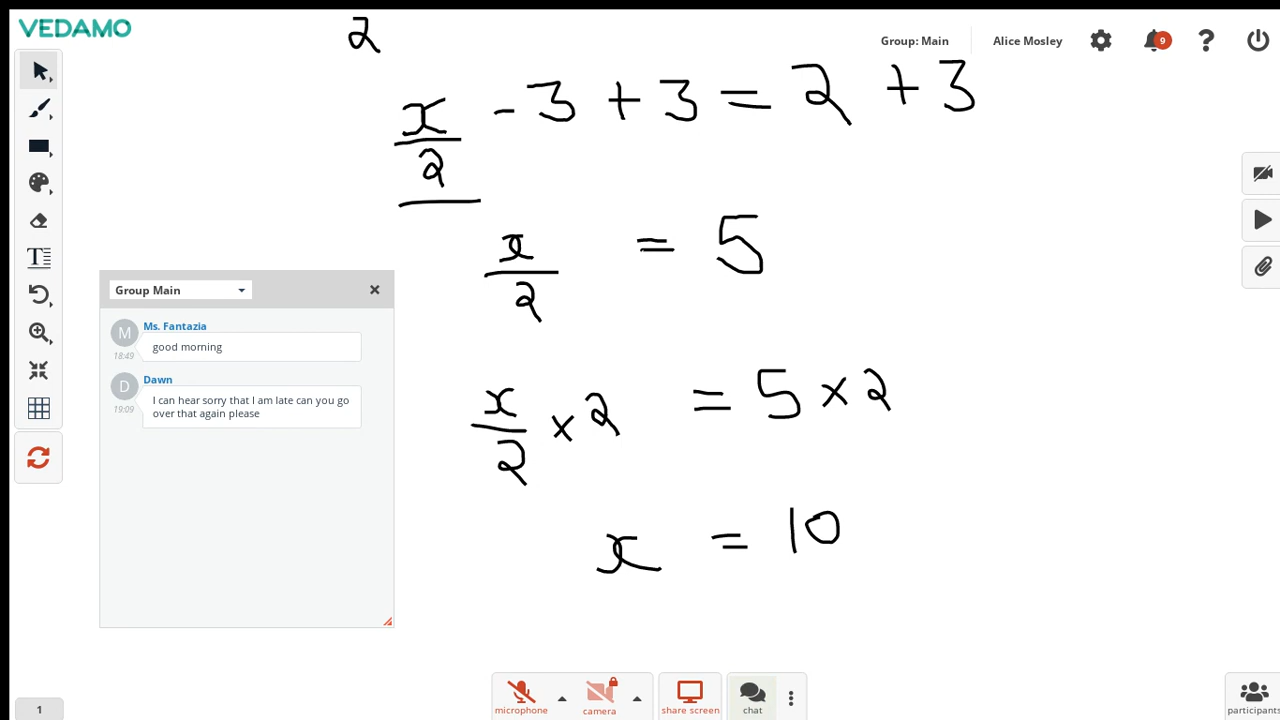 VEDAMO
2
Group: Main
Alice Mosley
9
x/2 - 3 + 3 = 2 + 3
x/2 = 5
Group Main
M
Ms. Fantazia
good morning
18:49
D
Dawn
I can hear sorry that I am late can you go
over that again please
19:09
x/2 × 2 = 5 × 2
x = 10
T
?
1
microphone
camera
share screen
chat
participants